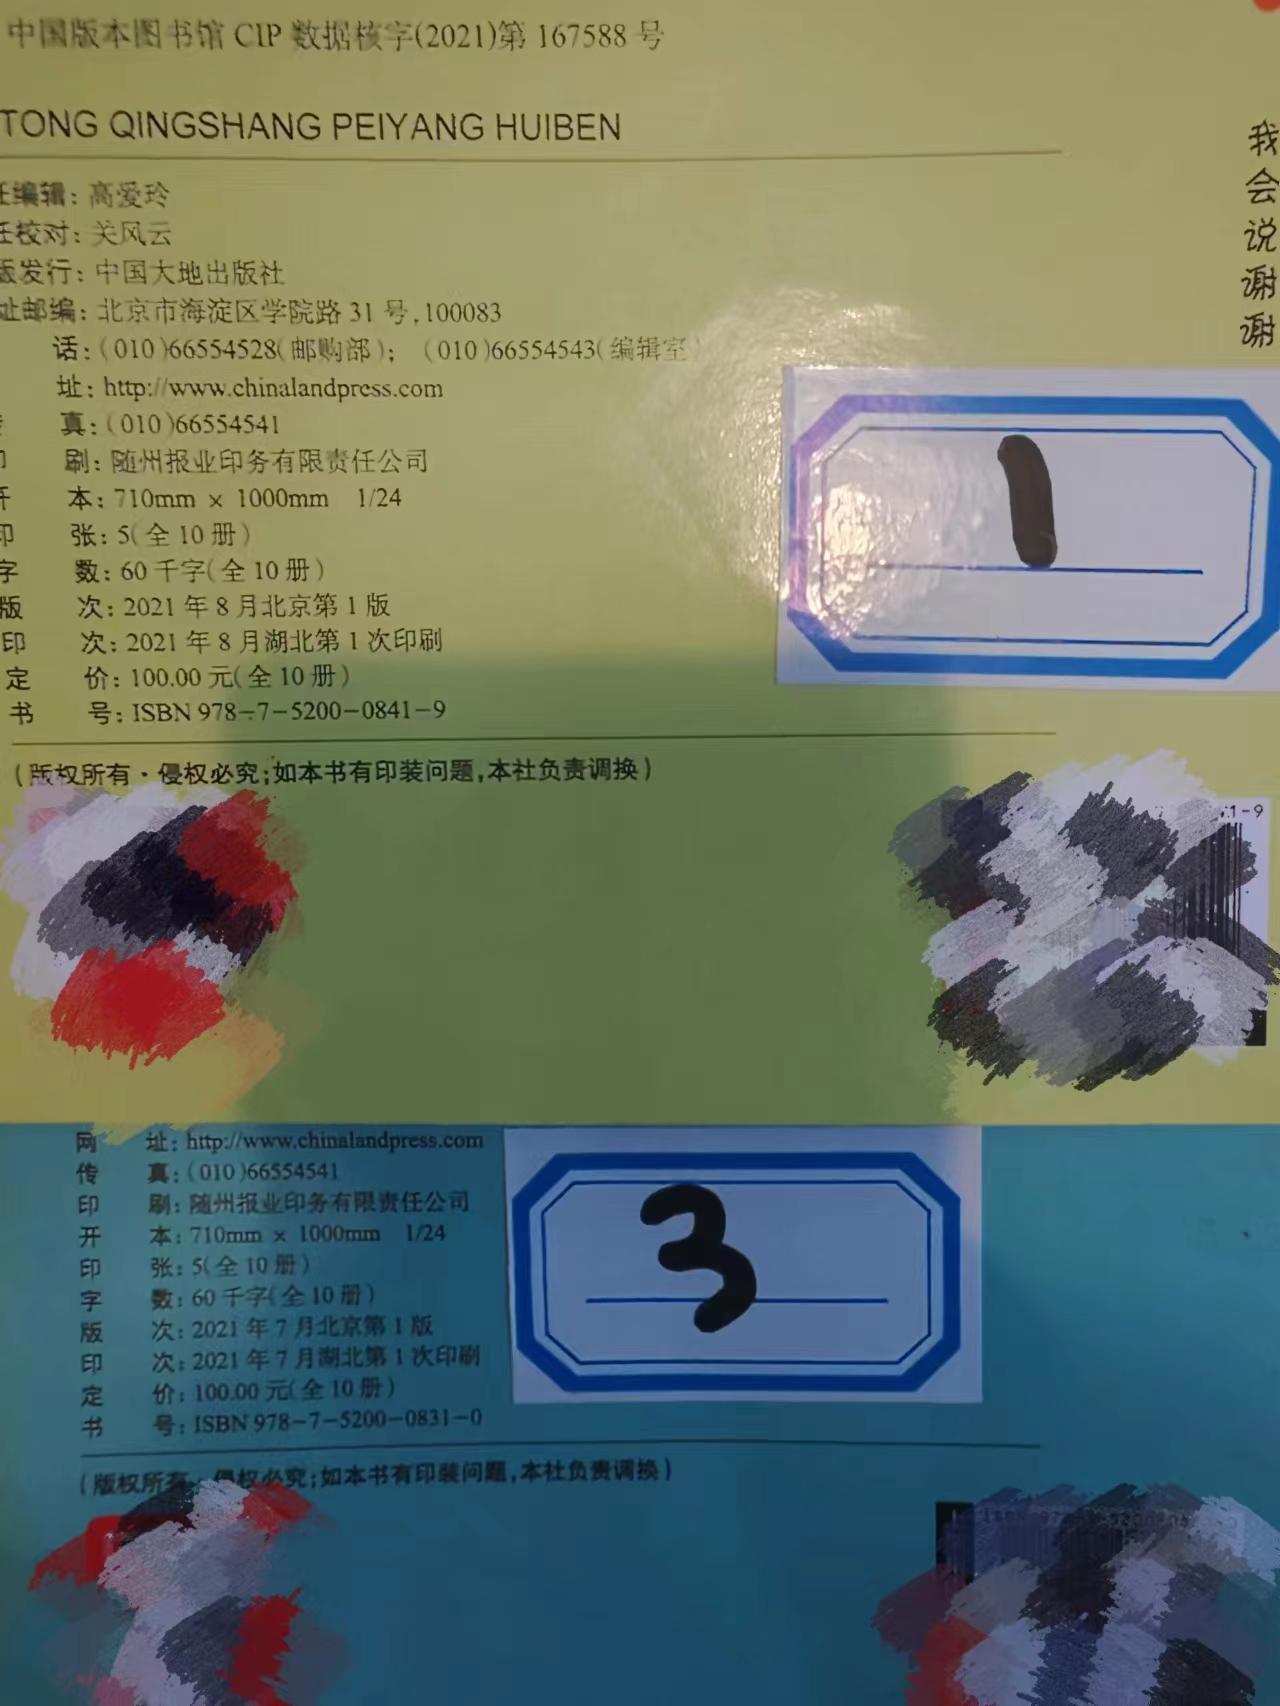 中国版本图书馆 CIP 数据核字(2021)第 167588 号
TONG QINGSHANG PEIYANG HUIBEN
任编辑: 高爱玲
任校对: 关风云
版发行: 中国大地出版社
址邮编: 北京市海淀区学院路 31 号,100083
话: (010)66554528(邮购部); (010)66554543(编辑室)
址: http://www.chinalandpress.com
真: (010)66554541
印 刷: 随州报业印务有限责任公司
开 本: 710mm × 1000mm 1/24
印 张: 5(全 10 册)
字 数: 60 千字(全 10 册)
版 次: 2021 年 8 月北京第 1 版
印 次: 2021 年 8 月湖北第 1 次印刷
定 价: 100.00 元(全 10 册)
书 号: ISBN 978-7-5200-0841-9
(版权所有·侵权必究;如本书有印装问题,本社负责调换)
我会说谢谢
1
1-9
网 址: http://www.chinalandpress.com
传 真: (010)66554541
印 刷: 随州报业印务有限责任公司
开 本: 710mm × 1000mm 1/24
印 张: 5(全 10 册)
字 数: 60 千字(全 10 册)
版 次: 2021 年 7 月北京第 1 版
印 次: 2021 年 7 月湖北第 1 次印刷
定 价: 100.00 元(全 10 册)
书 号: ISBN 978-7-5200-0831-0
(版权所有·侵权必究;如本书有印装问题,本社负责调换)
3